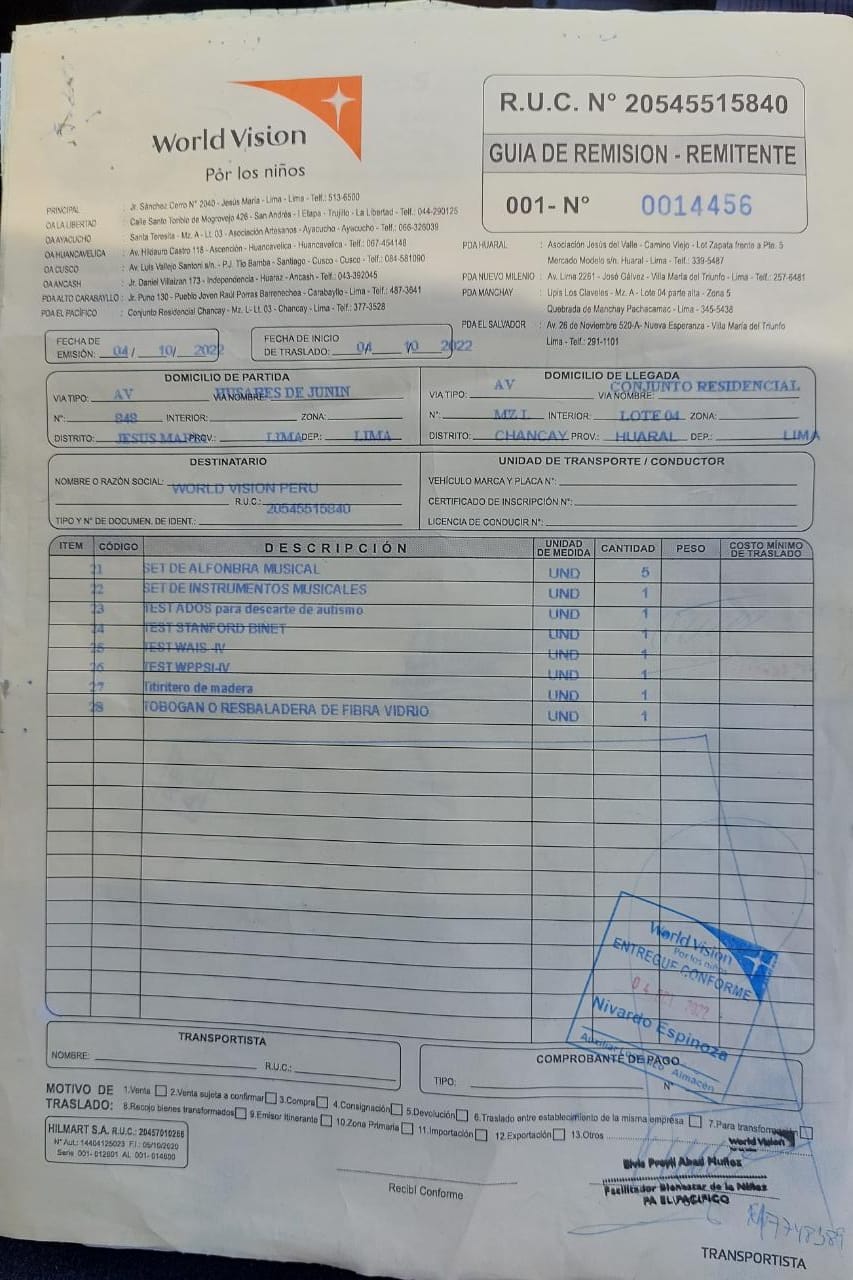 World Vision
Por los niños
R.U.C. N° 20545515840
GUIA DE REMISION - REMITENTE
001- N° 0014456
PRINCIPAL : Jr. Sánchez Cerro N° 2040 - Jesús María - Lima - Lima - Telf.: 513-6500
OA LA LIBERTAD : Calle Santo Toribio de Mogrovejo 426 - San Andrés - I Etapa - Trujillo - La Libertad - Telf.: 044-290125
OA AYACUCHO : Santa Teresita - Mz. A - Lt. 03 - Asociación Artesanos - Ayacucho - Ayacucho - Telf.: 066-326039
OA HUANCAVELICA : Av. Hildauro Castro 118 - Ascención - Huancavelica - Huancavelica - Telf.: 067-454148
OA CUSCO : Av. Luis Vallejo Santoni s/n. - P.J. Tio Bamba - Santiago - Cusco - Cusco - Telf.: 084-581090
OA ANCASH : Jr. Daniel Villaizan 173 - Independencia - Huaraz - Ancash - Telf.: 043-392045
PDA ALTO CARABAYLLO : Jr. Puno 130 - Pueblo Joven Raúl Porras Barrenechea - Carabayllo - Lima - Telf.: 487-3641
PDA EL PACÍFICO : Conjunto Residencial Chancay - Mz. L- Lt. 03 - Chancay - Lima - Telf.: 377-3528
PDA HUARAL : Asociación Jesús del Valle - Camino Viejo - Lot Zapata frente a Pte. 5
Mercado Modelo s/n. Huaral - Lima - Telf.: 339-5487
PDA NUEVO MILENIO : Av. Lima 2261 - José Gálvez - Villa María del Triunfo - Lima - Telf.: 257-6481
PDA MANCHAY : Upis Los Claveles - Mz. A - Lote 04 parte alta - Zona 5
Quebrada de Manchay Pachacamac - Lima - 345-5438
PDA EL SALVADOR : Av. 26 de Noviembre 520-A- Nueva Esperanza - Villa María del Triunfo
Lima - Telf.: 291-1101
FECHA DE EMISIÓN: 04 / 10 / 2022
FECHA DE INICIO DE TRASLADO: 04 10 2022
DOMICILIO DE PARTIDA
VIA TIPO: AV VIA NOMBRE: HUSARES DE JUNIN
N°: 848 INTERIOR: ZONA:
DISTRITO: JESUS MARIA PROV.: LIMA DEP.: LIMA
DOMICILIO DE LLEGADA
VIA TIPO: AV VIA NOMBRE: CONJUNTO RESIDENCIAL
N°: MZ L INTERIOR: LOTE 04 ZONA:
DISTRITO: CHANCAY PROV.: HUARAL DEP.: LIMA
DESTINATARIO
NOMBRE O RAZÓN SOCIAL: WORLD VISION PERU
R.U.C.: 20545515840
TIPO Y N° DE DOCUMEN. DE IDENT.:
UNIDAD DE TRANSPORTE / CONDUCTOR
VEHÍCULO MARCA Y PLACA N°:
CERTIFICADO DE INSCRIPCIÓN N°:
LICENCIA DE CONDUCIR N°:
ITEM CÓDIGO DESCRIPCIÓN UNIDAD DE MEDIDA CANTIDAD PESO COSTO MÍNIMO DE TRASLADO
21 SET DE ALFONBRA MUSICAL UND 5
22 SET DE INSTRUMENTOS MUSICALES UND 1
23 TEST ADOS para descarte de autismo UND 1
24 TEST STANFORD BINET UND 1
25 TEST WAIS -IV UND 1
26 TEST WPPSI-IV UND 1
27 Titiritero de madera UND 1
28 TOBOGAN O RESBALADERA DE FIBRA VIDRIO UND 1
World Vision
Por los niños
ENTREGUE CONFORME
04 2022
Nivardo Espinoza
Auxiliar Almacén
TRANSPORTISTA
NOMBRE:
R.U.C.:
COMPROBANTE DE PAGO
TIPO:
N°
MOTIVO DE TRASLADO: 1.Venta 2.Venta sujeta a confirmar 3.Compra 4.Consignación 5.Devolución 6.Traslado entre establecimiento de la misma empresa 7.Para transformación
8.Recojo bienes transformados 9.Emisor Itinerante 10.Zona Primaria 11.Importación 12.Exportación 13.Otros
HILMART S.A. R.U.C.: 20457010266
N° Aut.: 14404125023 F.I.: 05/10/2020
Serie 001- 012601 AL 001- 014600
Recibí Conforme
World Vision
Elvis Preyli Abad Muñoz
Facilitador Bienestar de la Niñez
PA EL PACIFICO
TRANSPORTISTA